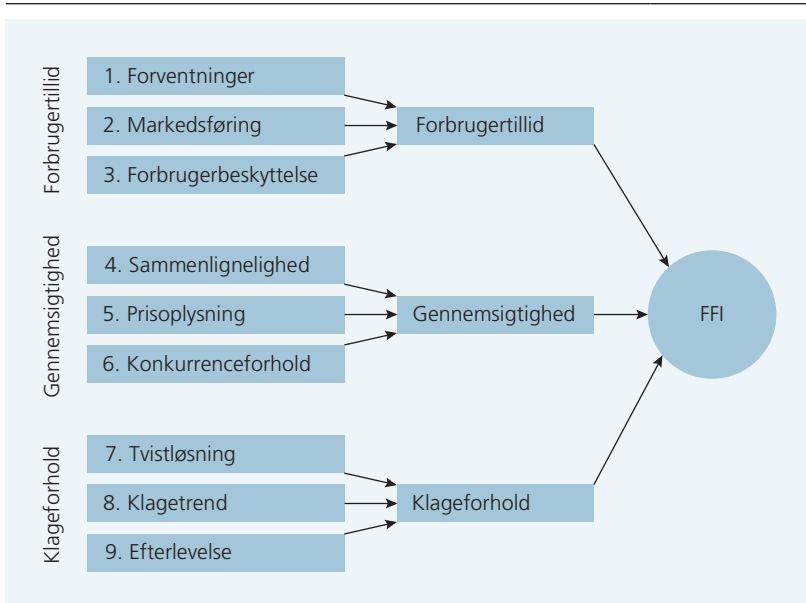 Forbrugertillid
1. Forventninger
2. Markedsføring
3. Forbrugerbeskyttelse
Forbrugertillid
Gennemsigtighed
4. Sammenlignelighed
5. Prisoplysning
6. Konkurrenceforhold
Gennemsigtighed
FFI
Klageforhold
7. Tvistløsning
8. Klagetrend
9. Efterlevelse
Klageforhold